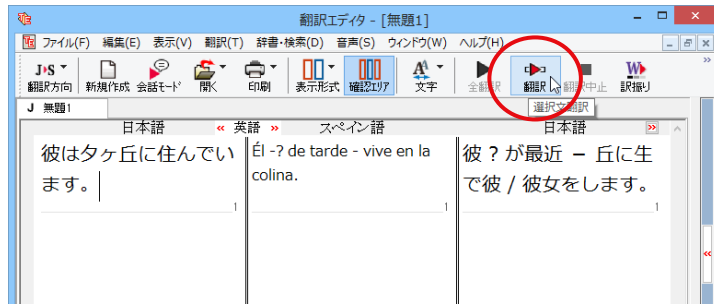 翻訳エディタ - [無題1]
ファイル(F) 編集(E) 表示(V) 翻訳(T) 辞書・検索(D) 音声(S) ウィンドウ(W) ヘルプ(H)
J▶S
翻訳方向 新規作成 会話モード 開く 印刷 表示形式 確認エリア 文字 全翻訳 翻訳 翻訳中止 訳振り
選択文翻訳
J 無題1
日本語 « 英語 » スペイン語 日本語 »
彼は夕ヶ丘に住んでい
ます。
1
Él -? de tarde - vive en la
colina.
1
彼 ? が最近 − 丘に生
で彼 / 彼女をします。
1